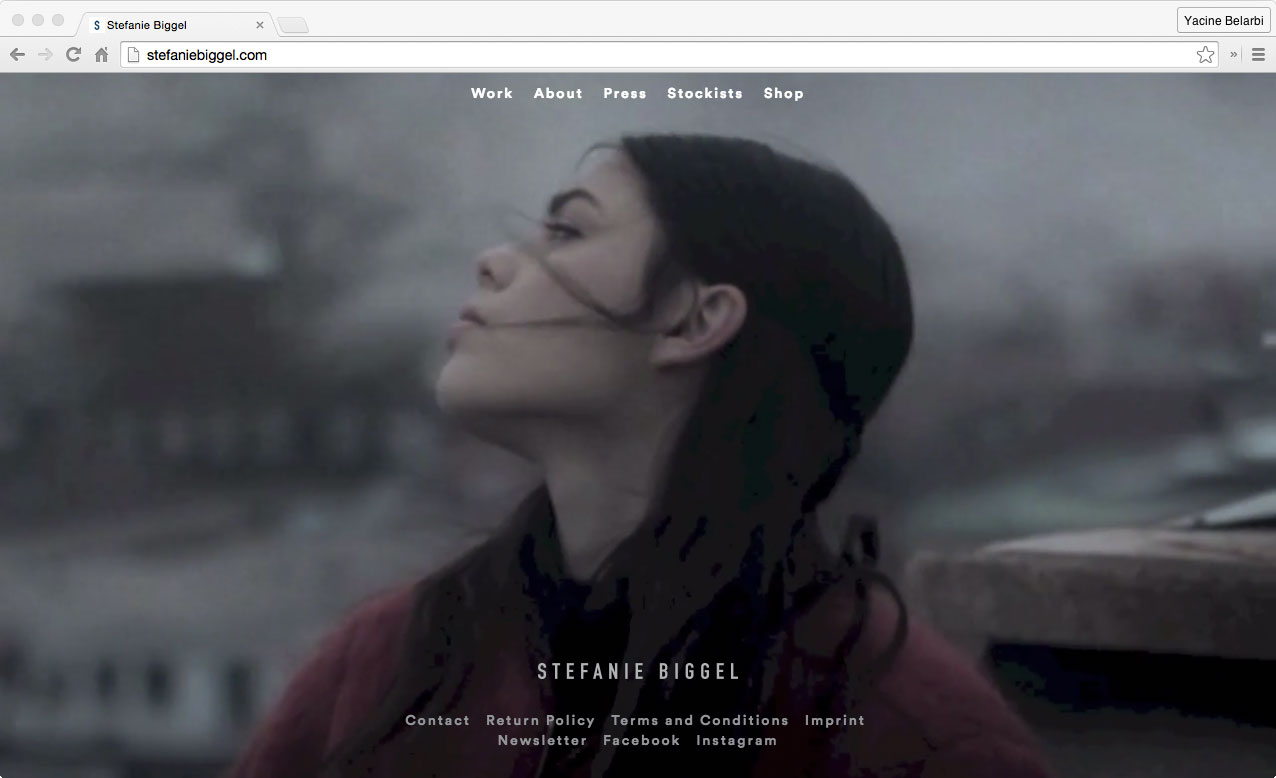 Stefanie Biggel
Yacine Belarbi
stefaniebiggel.com
Work About Press Stockists Shop
STEFANIE BIGGEL
Contact Return Policy Terms and Conditions Imprint
Newsletter Facebook Instagram